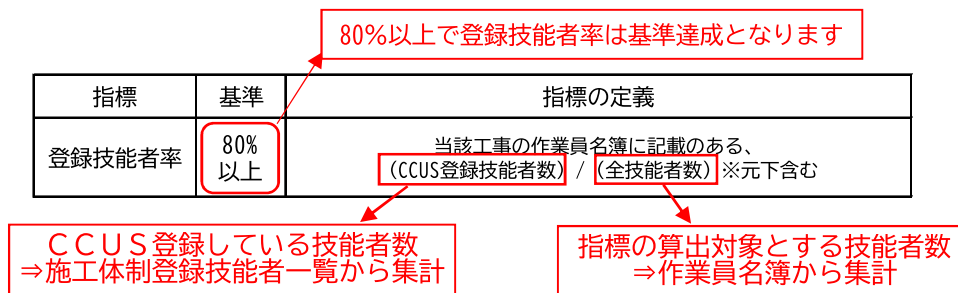 80％以上で登録技能者率は基準達成となります
指標
基準
指標の定義
登録技能者率
80%
以上
当該工事の作業員名簿に記載のある、
（CCUS登録技能者数）/（全技能者数）※元下含む
ＣＣＵＳ登録している技能者数
⇒施工体制登録技能者一覧から集計
指標の算出対象とする技能者数
⇒作業員名簿から集計